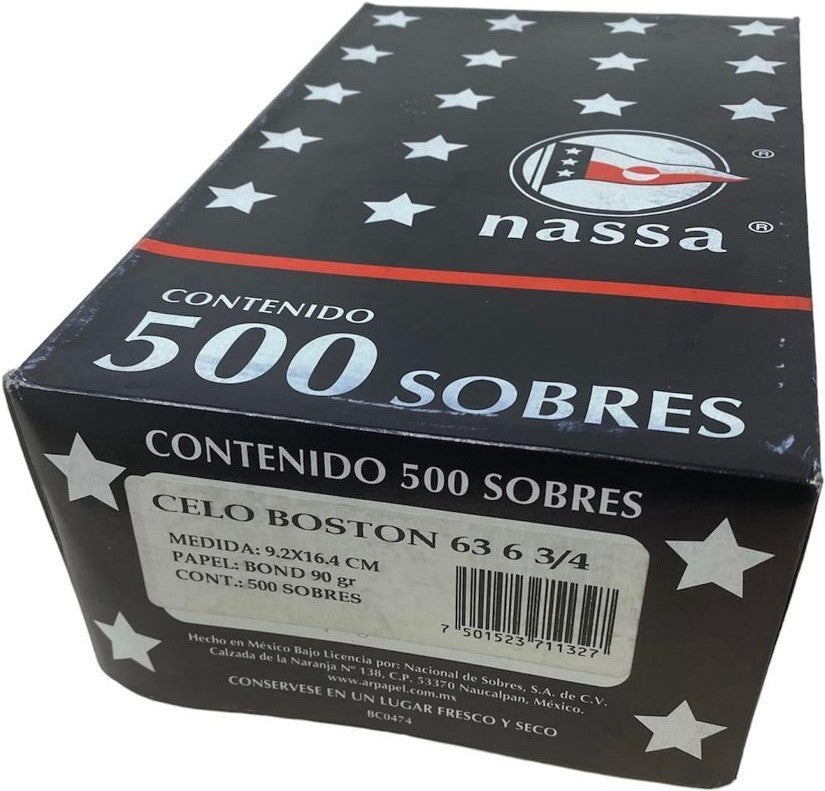 ®
nassa ®
CONTENIDO
500 SOBRES
CONTENIDO 500 SOBRES
CELO BOSTON 63 6 3/4
MEDIDA: 9.2X16.4 CM
PAPEL: BOND 90 gr
CONT.: 500 SOBRES
7 501523 711327
Hecho en México Bajo Licencia por: Nacional de Sobres, S.A. de C.V.
Calzada de la Naranja Nº 138, C.P. 53370 Naucalpan, México.
www.arpapel.com.mx
CONSERVESE EN UN LUGAR FRESCO Y SECO
BC0474